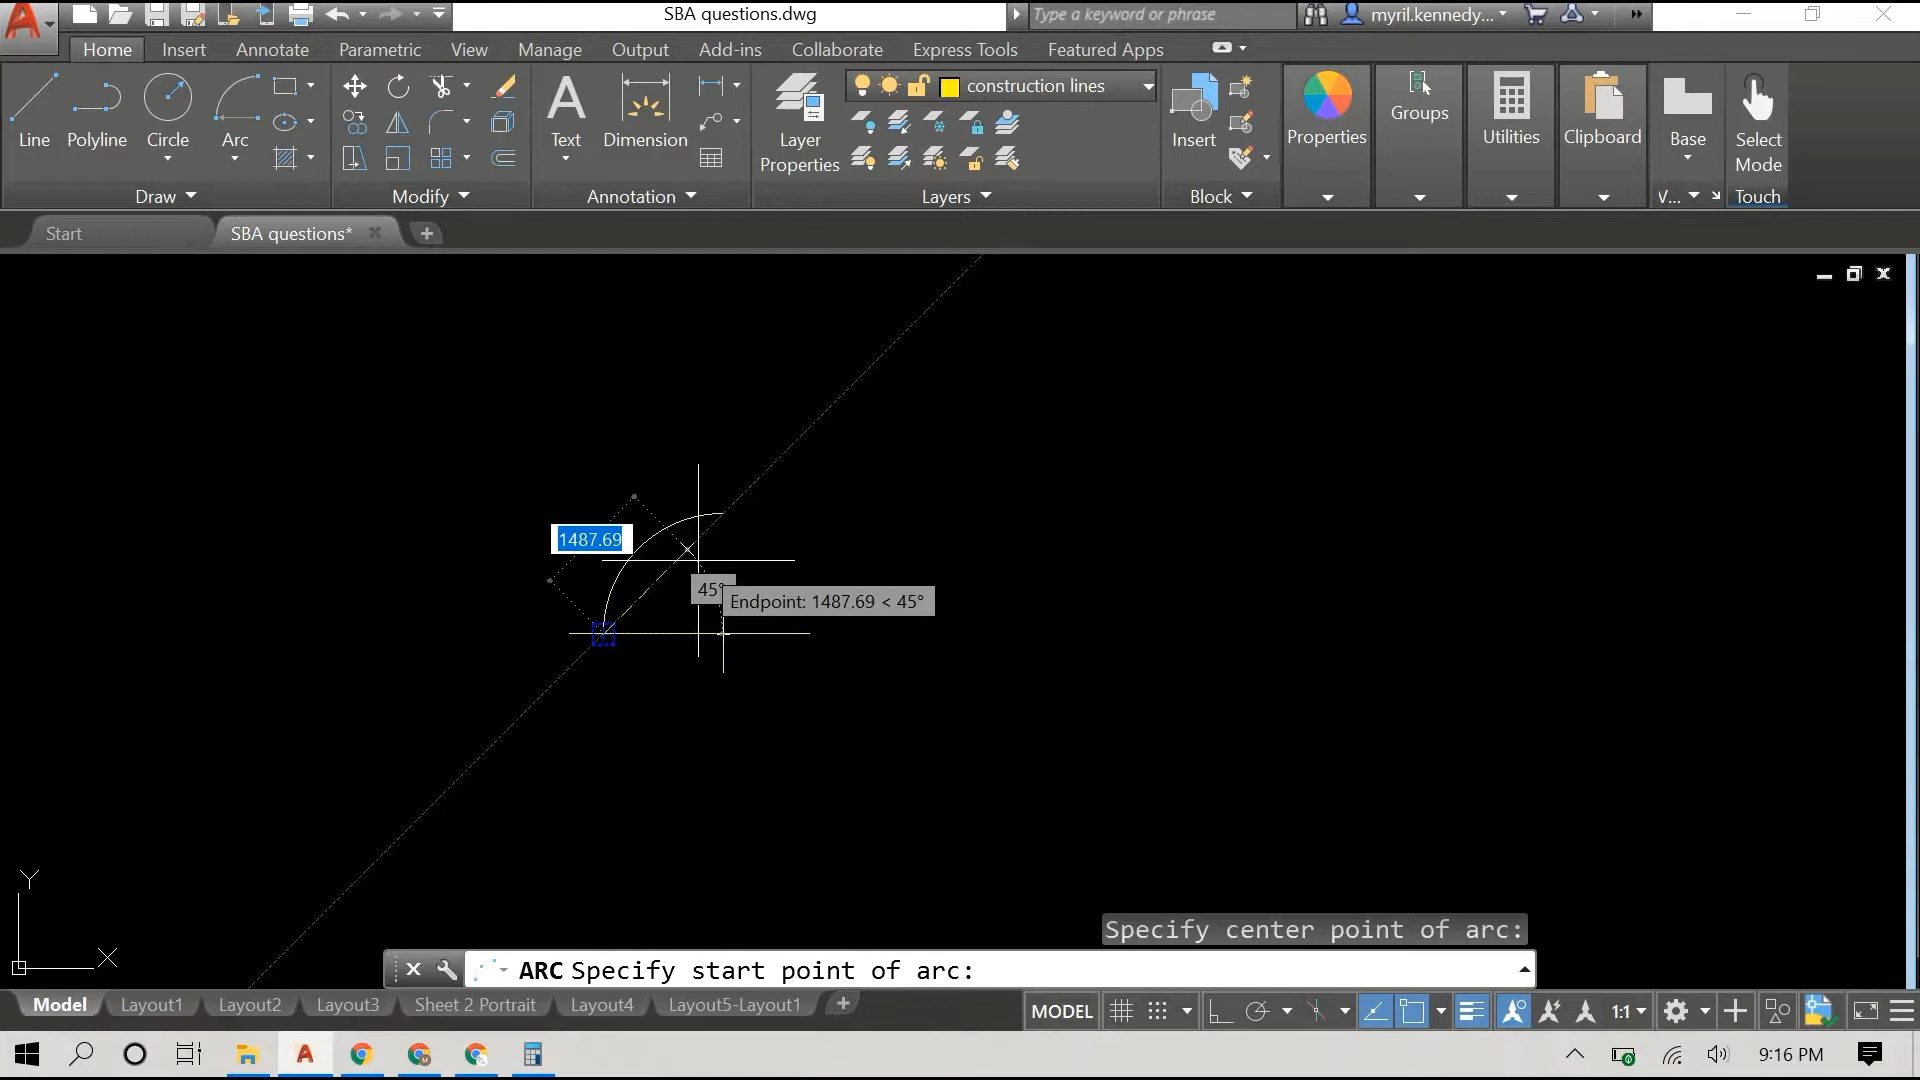 SBA questions.dwg
Type a keyword or phrase
myril.kennedy...
Home Insert Annotate Parametric View Manage Output Add-ins Collaborate Express Tools Featured Apps
Line
Polyline
Circle
Arc
Text
Dimension
Layer
Properties
construction lines
Insert
Properties
Groups
Utilities
Clipboard
Base
Select
Mode
Draw
Modify
Annotation
Layers
Block
V...
Touch
Start
SBA questions*
1487.69
45°
Endpoint: 1487.69 < 45°
Y
X
Specify center point of arc:
ARC Specify start point of arc:
Model Layout1 Layout2 Layout3 Sheet 2 Portrait Layout4 Layout5-Layout1
MODEL
1:1
9:16 PM